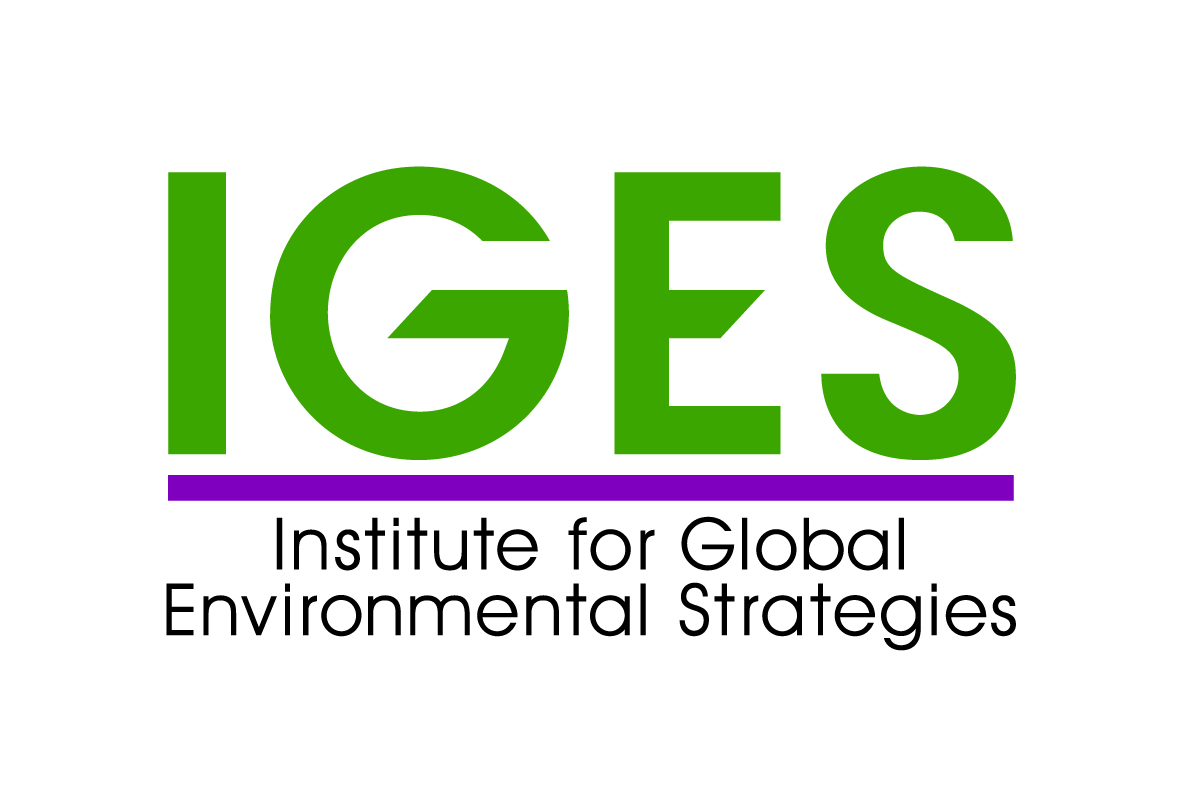 IGES
Institute for Global
Environmental Strategies